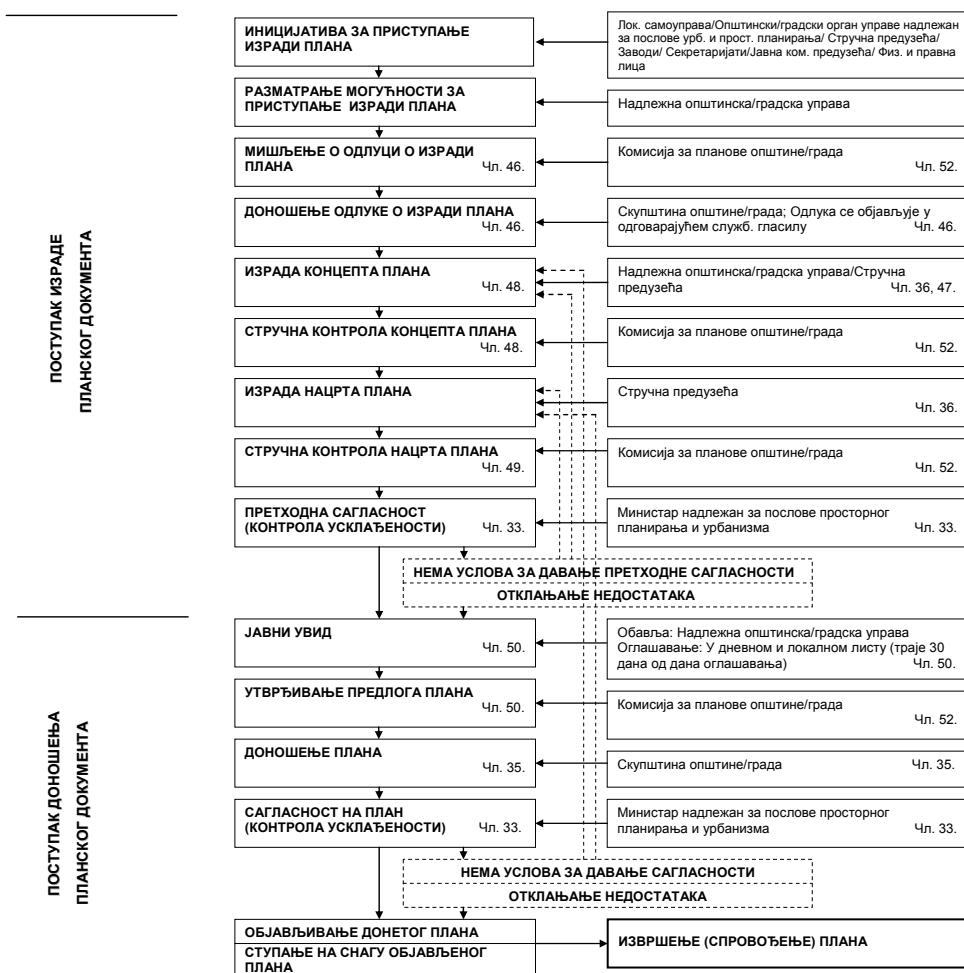 ПОСТУПАК ИЗРАДЕ
ПЛАНСКОГ ДОКУМЕНТА
ИНИЦИЈАТИВА ЗА ПРИСТУПАЊЕ
ИЗРАДИ ПЛАНА
Лок. самоуправа/Општински/градски орган управе надлежан
за послове урб. и прост. планирања/ Стручна предузећа/
Заводи/ Секретаријати/Јавна ком. предузећа/ Физ. и правна
лица
РАЗМАТРАЊЕ МОГУЋНОСТИ ЗА
ПРИСТУПАЊЕ ИЗРАДИ ПЛАНА
Надлежна општинска/градска управа
МИШЉЕЊЕ О ОДЛУЦИ О ИЗРАДИ
ПЛАНА Чл. 46.
Комисија за планове општине/града
Чл. 52.
ДОНОШЕЊЕ ОДЛУКЕ О ИЗРАДИ ПЛАНА
Чл. 46.
Скупштина општине/града; Одлука се објављује у
одговарајућем служб. гласилу Чл. 46.
ИЗРАДА КОНЦЕПТА ПЛАНА
Чл. 48.
Надлежна општинска/градска управа/Стручна
предузећа Чл. 36, 47.
СТРУЧНА КОНТРОЛА КОНЦЕПТА ПЛАНА
Чл. 48.
Комисија за планове општине/града
Чл. 52.
ИЗРАДА НАЦРТА ПЛАНА
Стручна предузећа
Чл. 36.
СТРУЧНА КОНТРОЛА НАЦРТА ПЛАНА
Чл. 49.
Комисија за планове општине/града
Чл. 52.
ПРЕТХОДНА САГЛАСНОСТ
(КОНТРОЛА УСКЛАЂЕНОСТИ) Чл. 33.
Министар надлежан за послове просторног
планирања и урбанизма Чл. 33.
НЕМА УСЛОВА ЗА ДАВАЊЕ ПРЕТХОДНЕ САГЛАСНОСТИ
ОТКЛАЊАЊЕ НЕДОСТАТАКА
ПОСТУПАК ДОНОШЕЊА
ПЛАНСКОГ ДОКУМЕНТА
ЈАВНИ УВИД
Чл. 50.
Обавља: Надлежна општинска/градска управа
Оглашавање: У дневном и локалном листу (траје 30
дана од дана оглашавања) Чл. 50.
УТВРЂИВАЊЕ ПРЕДЛОГА ПЛАНА
Чл. 50.
Комисија за планове општине/града
Чл. 52.
ДОНОШЕЊЕ ПЛАНА
Чл. 35.
Скупштина општине/града Чл. 35.
САГЛАСНОСТ НА ПЛАН
(КОНТРОЛА УСКЛАЂЕНОСТИ) Чл. 33.
Министар надлежан за послове просторног
планирања и урбанизма Чл. 33.
НЕМА УСЛОВА ЗА ДАВАЊЕ САГЛАСНОСТИ
ОТКЛАЊАЊЕ НЕДОСТАТАКА
ОБЈАВЉИВАЊЕ ДОНЕТОГ ПЛАНА
СТУПАЊЕ НА СНАГУ ОБЈАВЉЕНОГ
ПЛАНА
ИЗВРШЕЊЕ (СПРОВОЂЕЊЕ) ПЛАНА